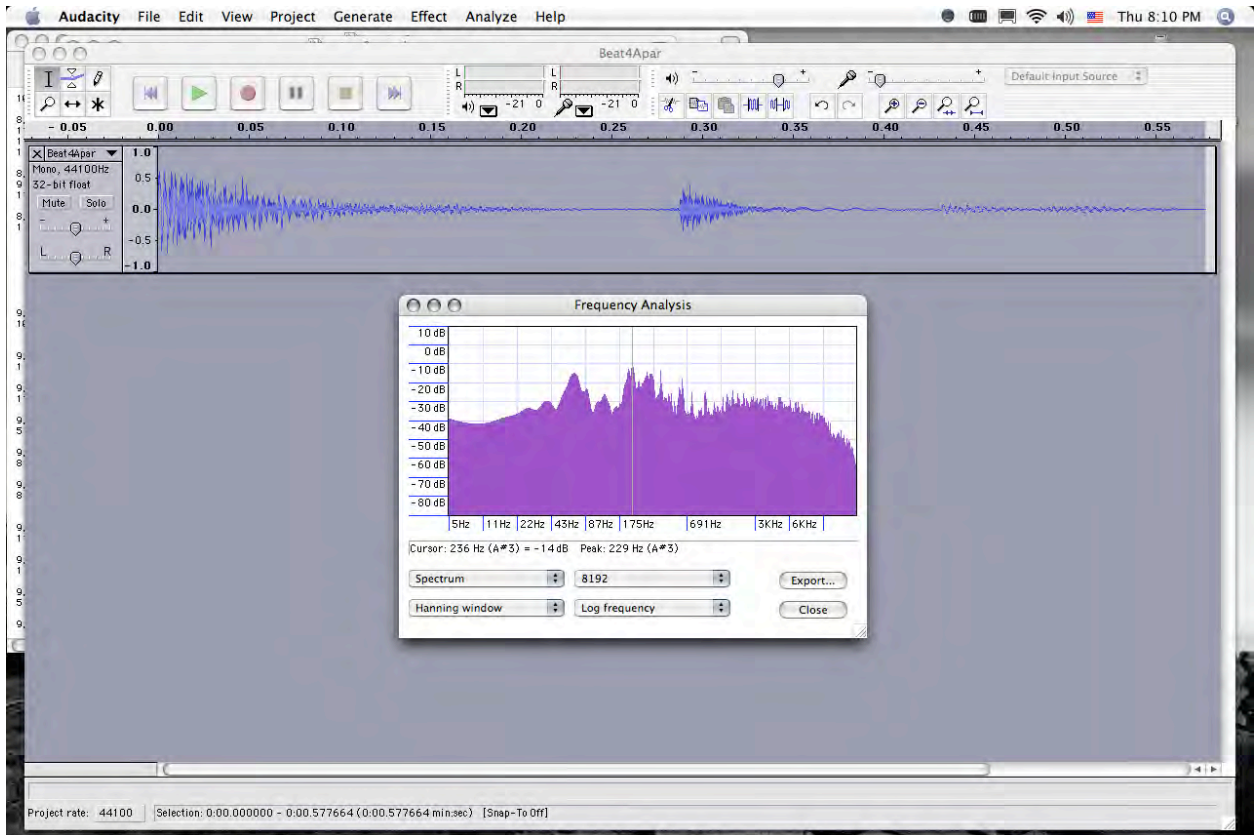 Audacity File Edit View Project Generate Effect Analyze Help Thu 8:10 PM
Beat4Apar
L L
R R
-21 0 -21 0
- + - +
Default Input Source
- 0.05 0.00 0.05 0.10 0.15 0.20 0.25 0.30 0.35 0.40 0.45 0.50 0.55
X Beat4Apar 1.0
Mono, 44100Hz
32-bit float 0.5
Mute Solo 0.0
- +
-0.5
L R
-1.0
Frequency Analysis
10 dB
0 dB
-10 dB
-20 dB
-30 dB
-40 dB
-50 dB
-60 dB
-70 dB
-80 dB
5Hz 11Hz 22Hz 43Hz 87Hz 175Hz 691Hz 3KHz 6KHz
Cursor: 236 Hz (A#3) = -14 dB Peak: 229 Hz (A#3)
Spectrum 8192 Export...
Hanning window Log frequency Close
Project rate: 44100 Selection: 0:00.000000 - 0:00.577664 (0:00.577664 min:sec) [Snap-To Off]